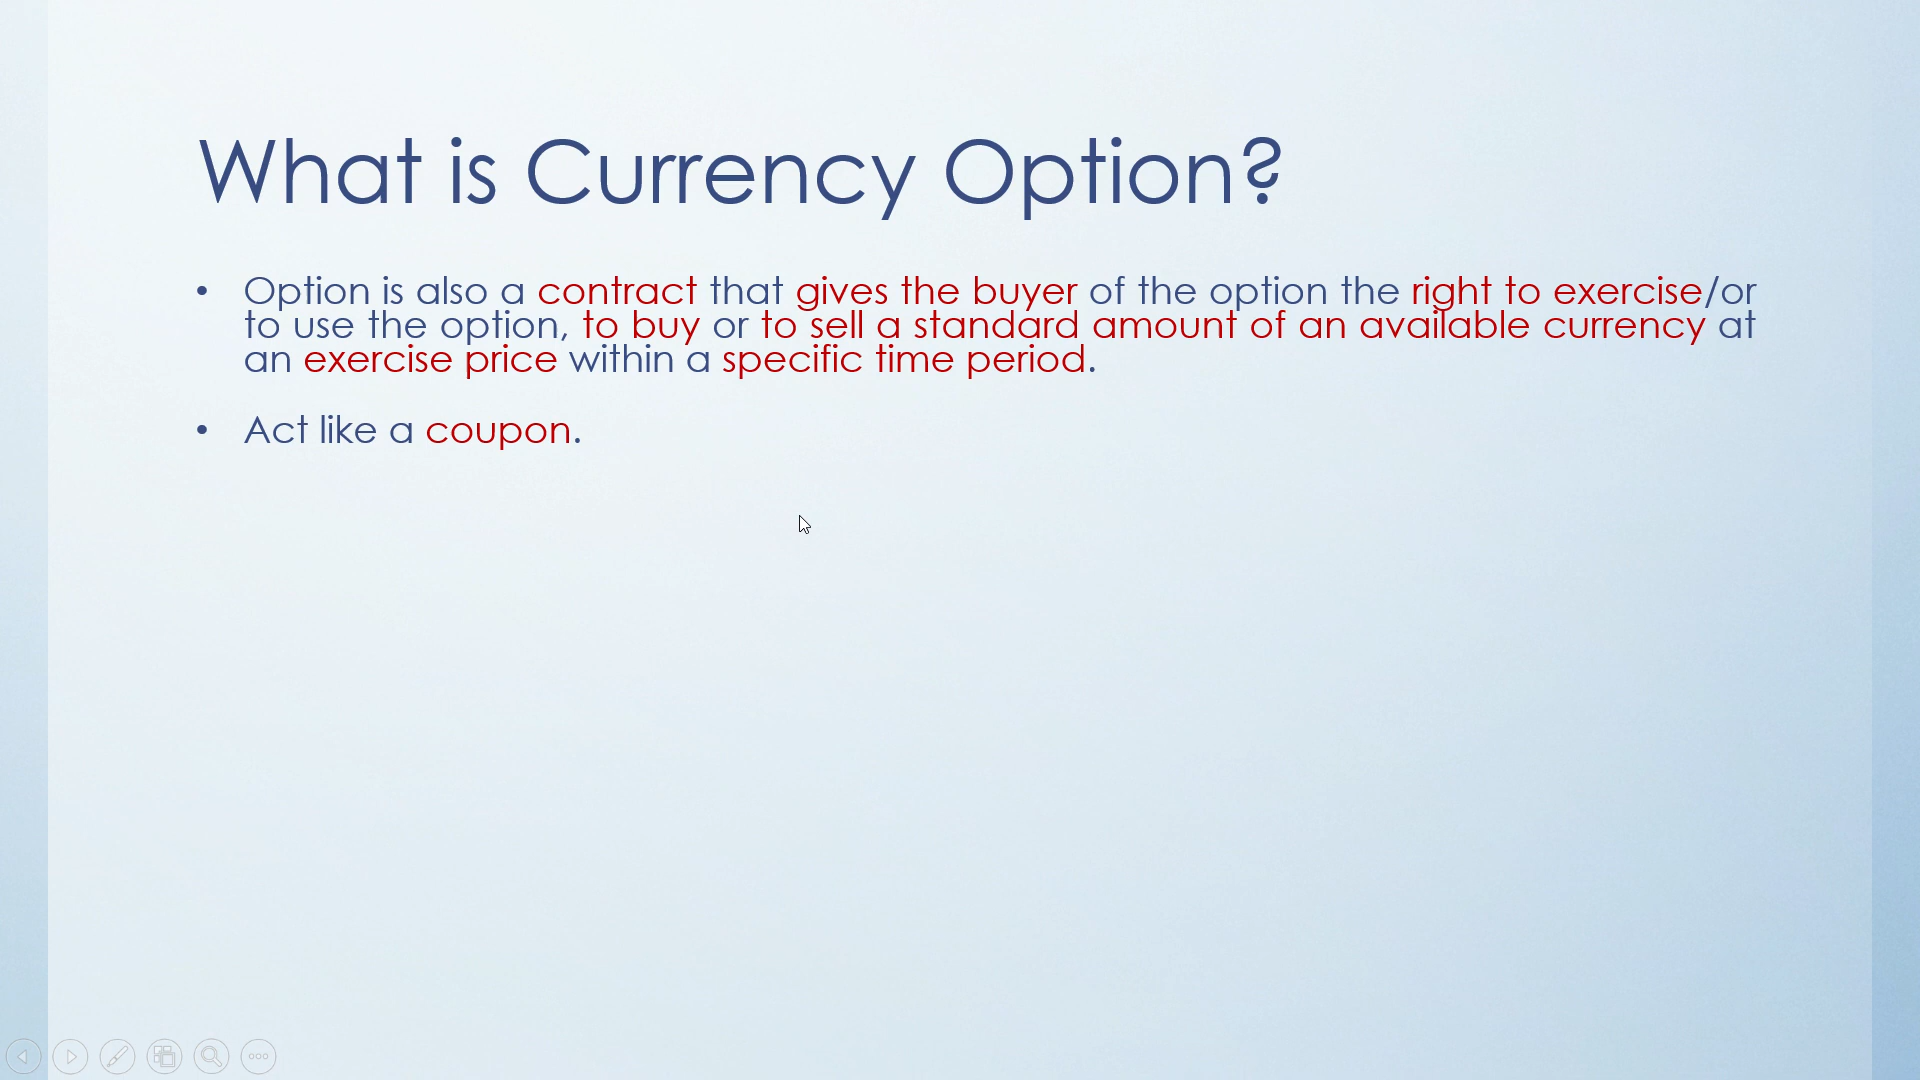 What is Currency Option?
• Option is also a contract that gives the buyer of the option the right to exercise/or
to use the option, to buy or to sell a standard amount of an available currency at
an exercise price within a specific time period.
• Act like a coupon.